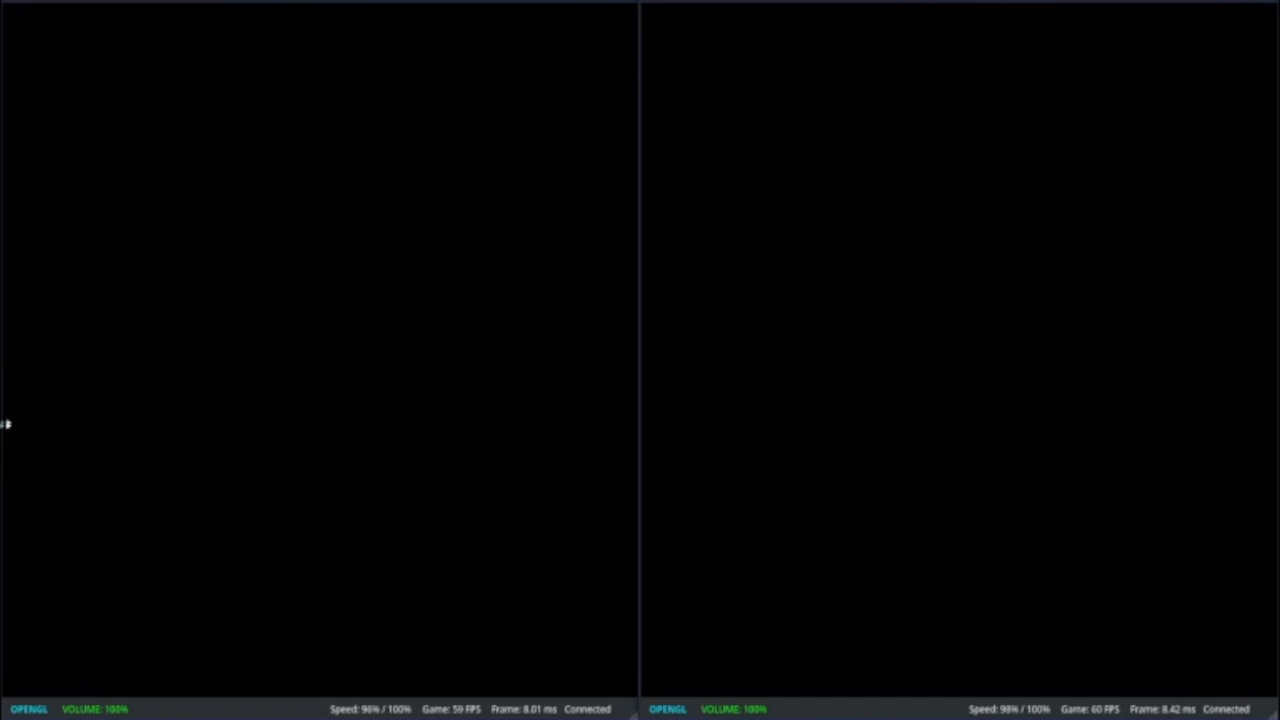 OPENGL VOLUME: 100% Speed: 96% / 100% Game: 59 FPS Frame: 8.01 ms Connected
OPENGL VOLUME: 100% Speed: 98% / 100% Game: 60 FPS Frame: 8.42 ms Connected